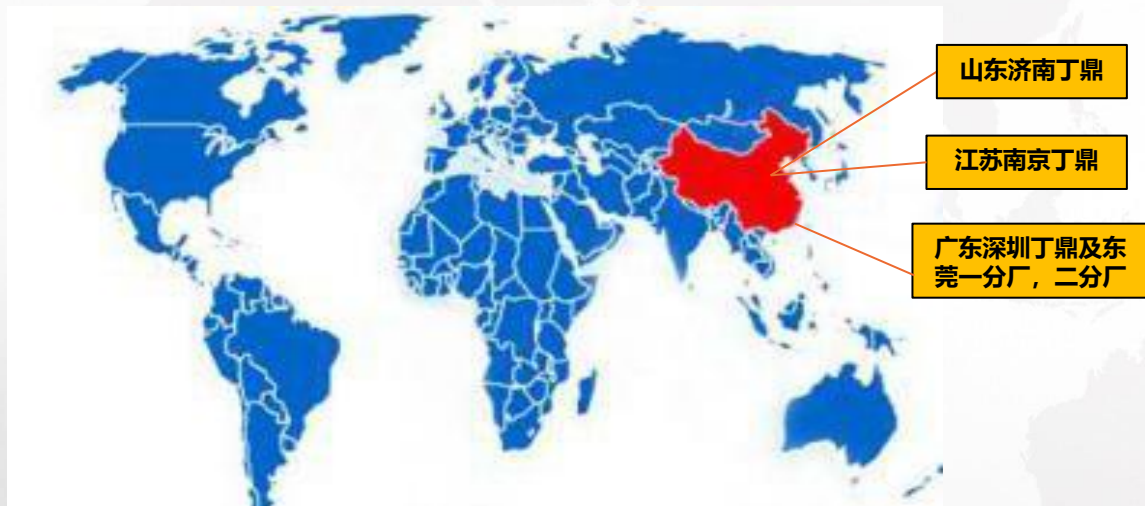 山东济南丁鼎
江苏南京丁鼎
广东深圳丁鼎及东
莞一分厂，二分厂